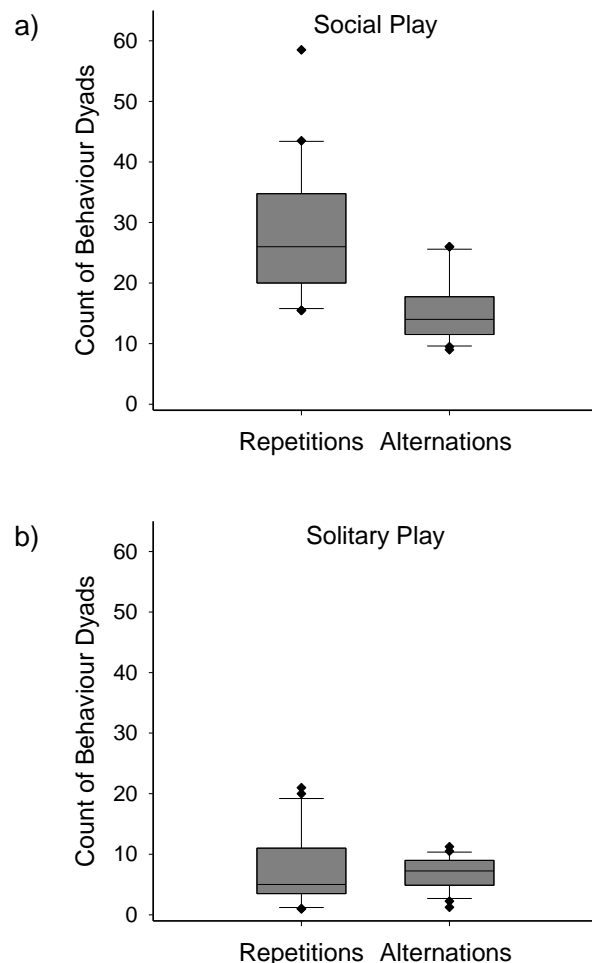 a)
Social Play
Count of Behaviour Dyads
60
50
40
30
20
10
0
Repetitions Alternations
b)
Solitary Play
Count of Behaviour Dyads
60
50
40
30
20
10
0
Repetitions Alternations